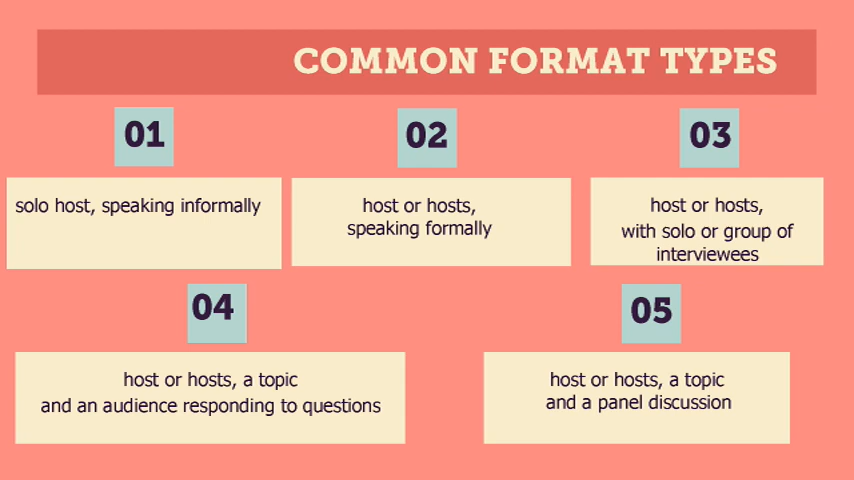 COMMON FORMAT TYPES
01
02
03
solo host, speaking informally
host or hosts,
speaking formally
host or hosts,
with solo or group of
interviewees
04
05
host or hosts, a topic
and an audience responding to questions
host or hosts, a topic
and a panel discussion